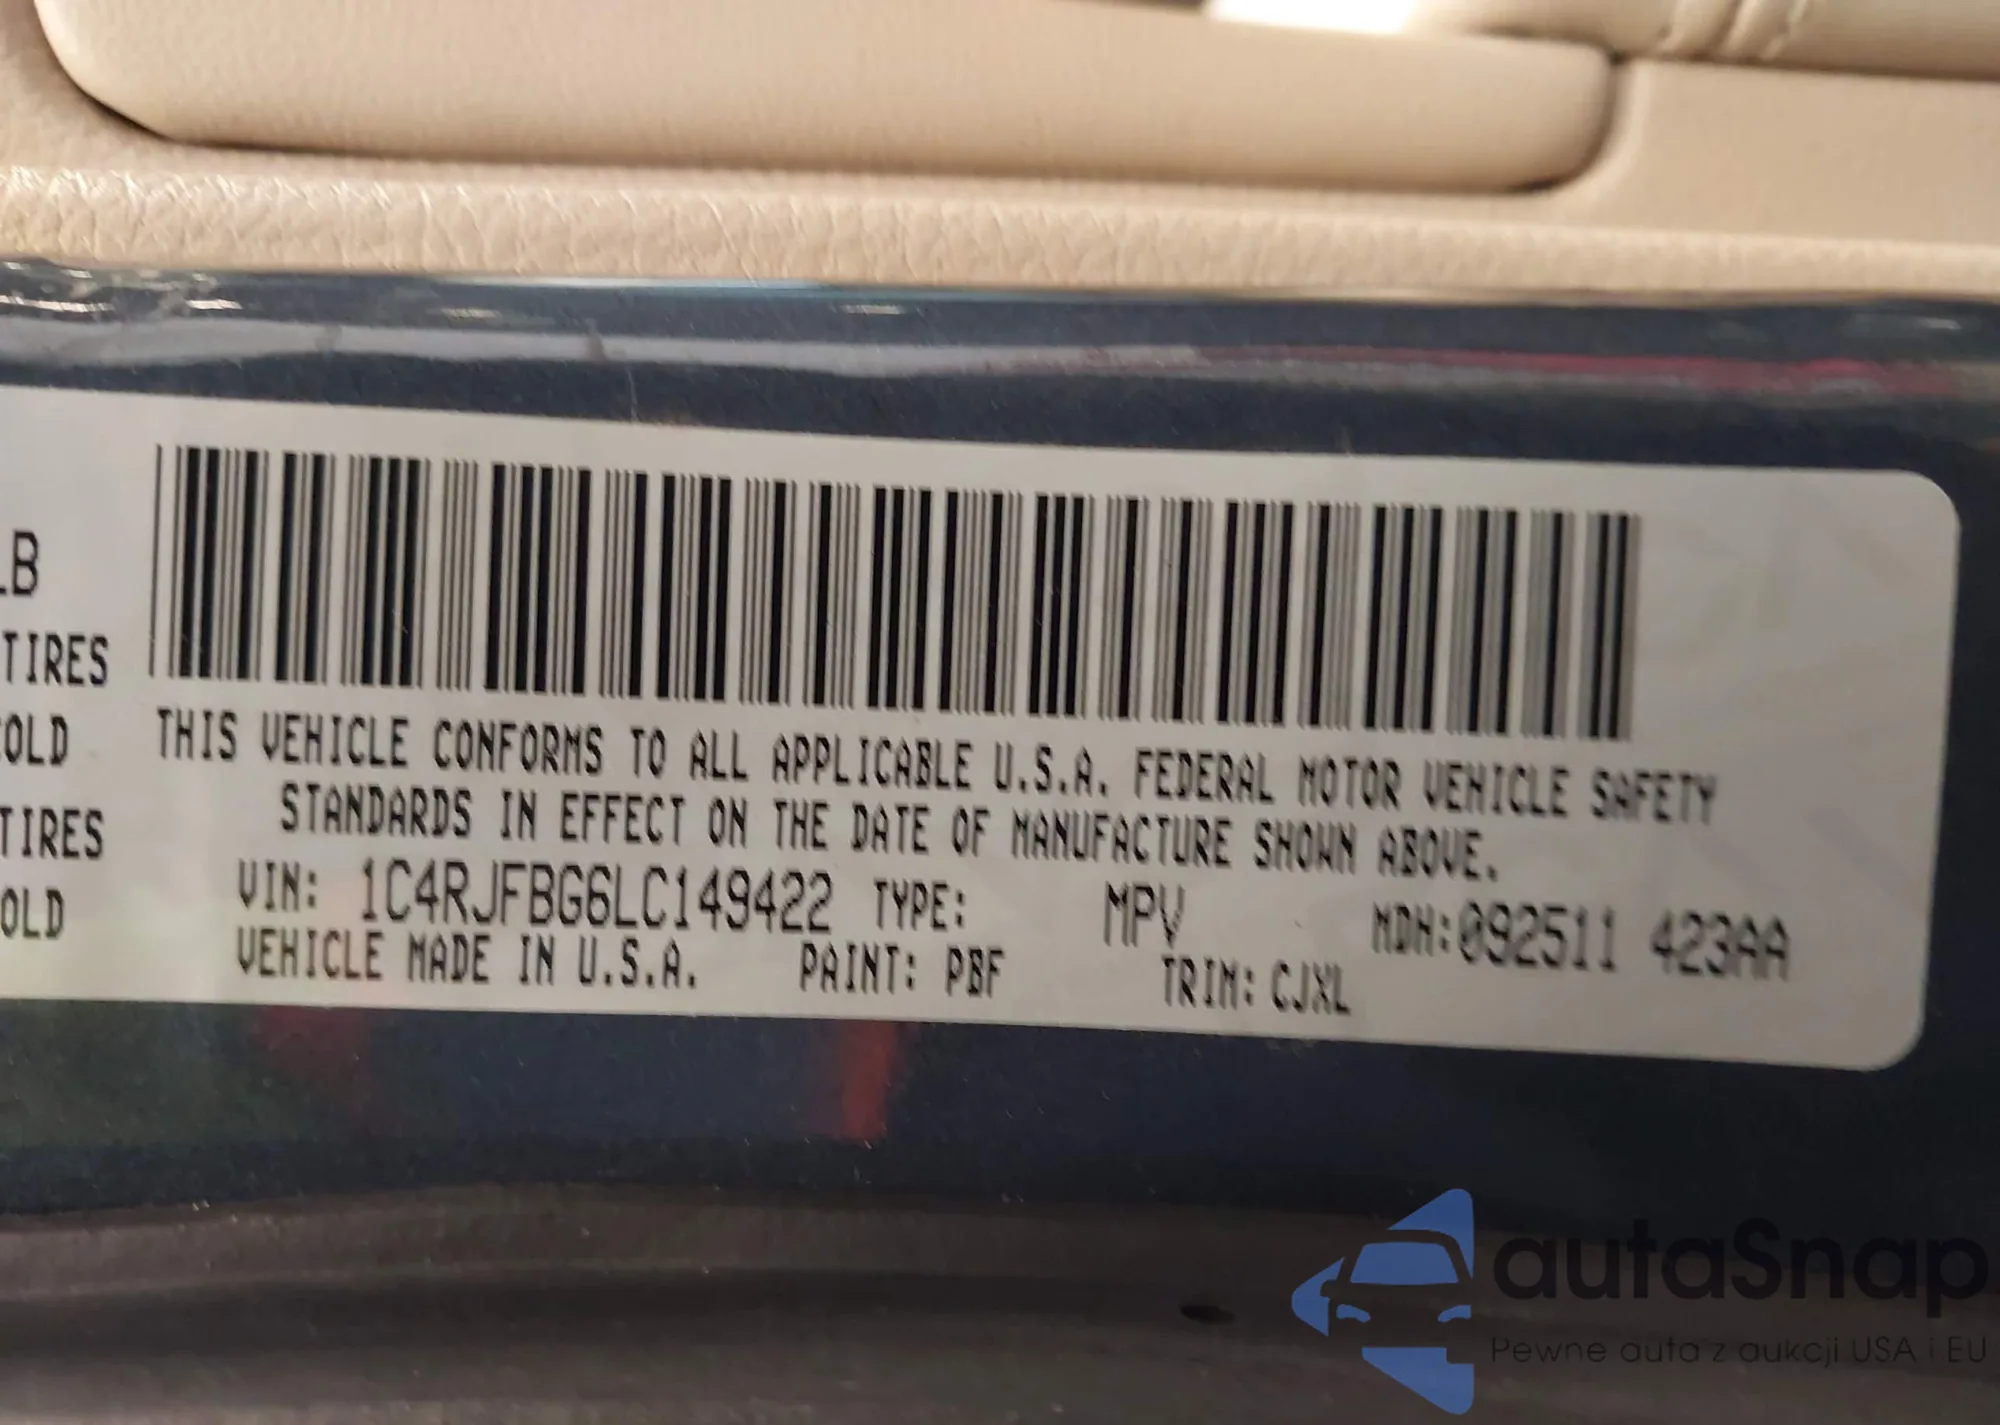 LB
TIRES
COLD
TIRES
OLD
THIS VEHICLE CONFORMS TO ALL APPLICABLE U.S.A. FEDERAL MOTOR VEHICLE SAFETY
STANDARDS IN EFFECT ON THE DATE OF MANUFACTURE SHOWN ABOVE.
VIN: 1C4RJFBG6LC149422 TYPE: MPV MDH:092511 423AA
VEHICLE MADE IN U.S.A. PAINT: PBF TRIM: CJXL
autaSnap
Pewne auta z aukcji USA i EU